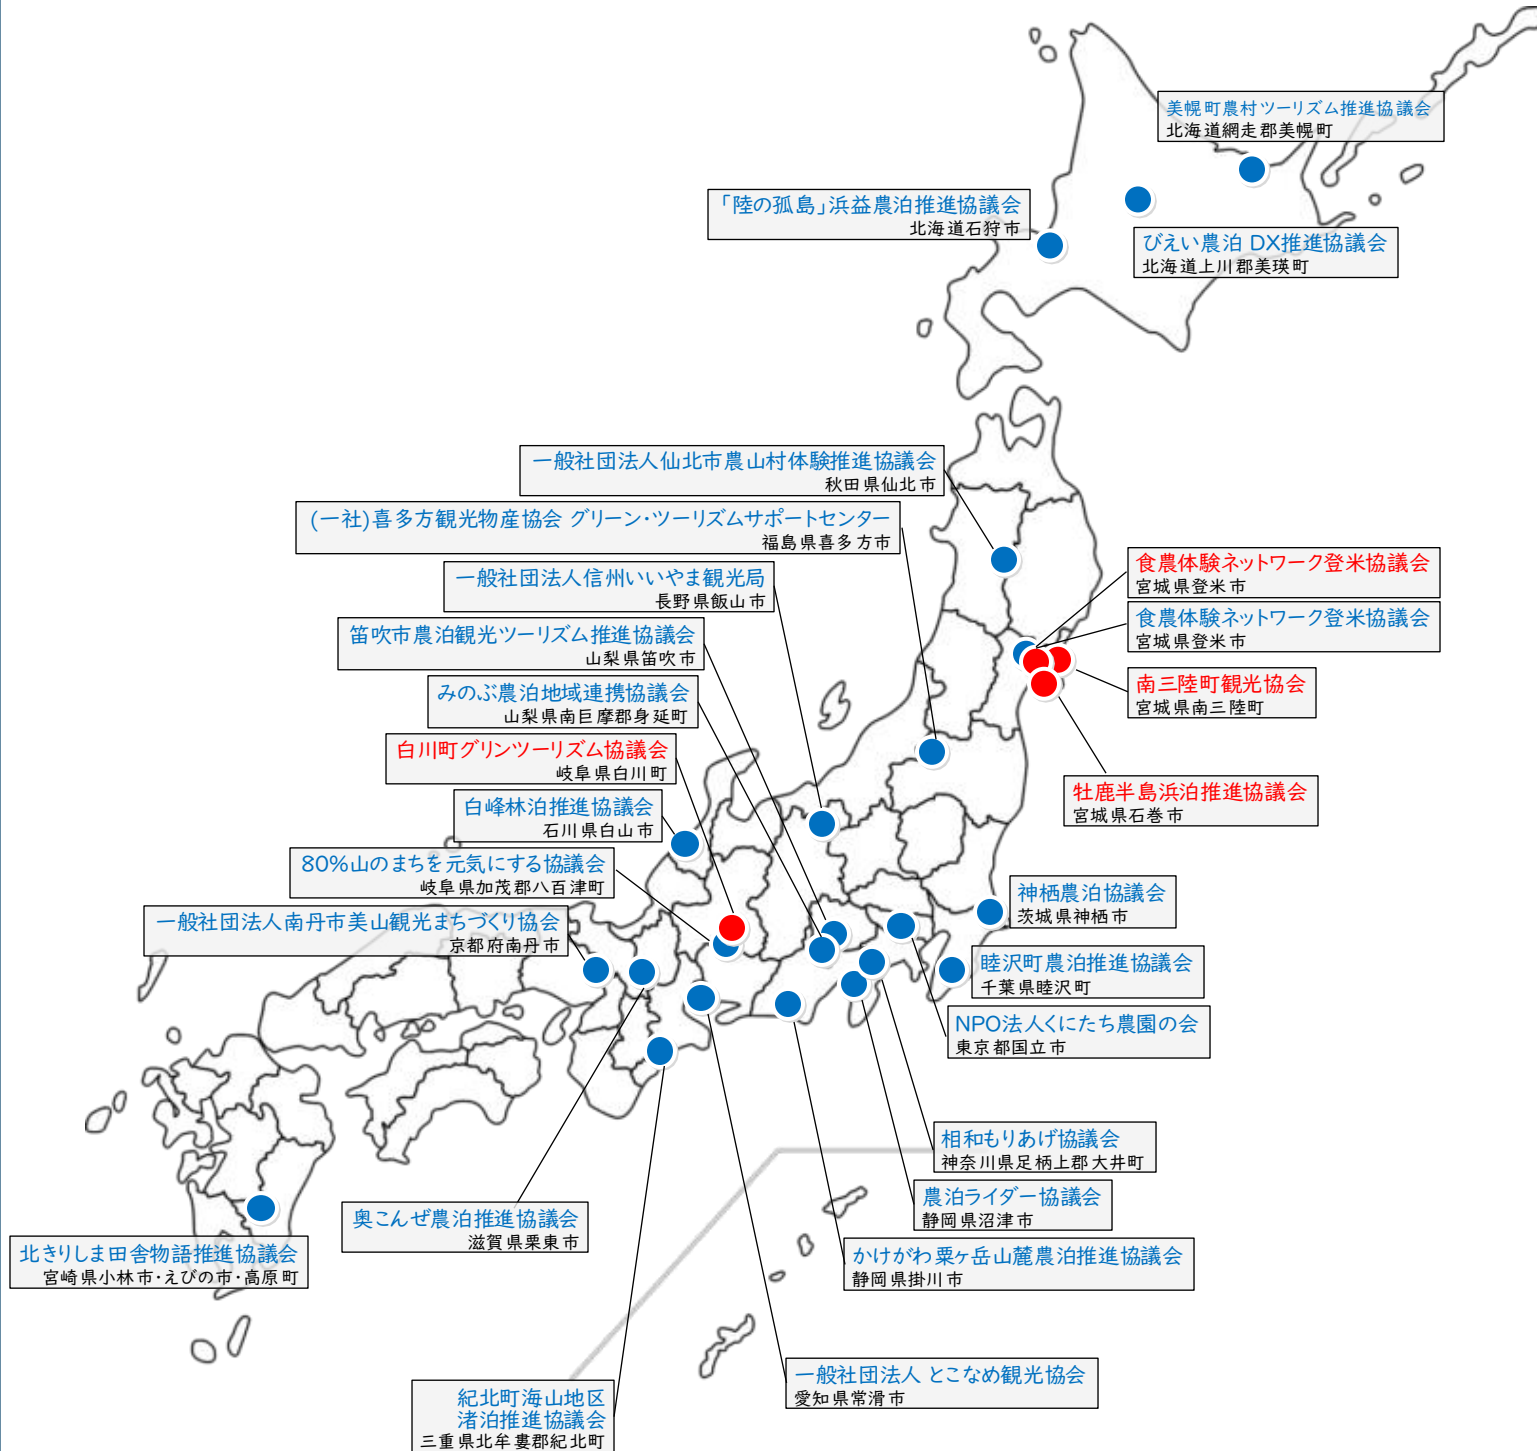 美幌町農村ツーリズム推進協議会
北海道網走郡美幌町
「陸の孤島」浜益農泊推進協議会
北海道石狩市
びえい農泊 DX推進協議会
北海道上川郡美瑛町
一般社団法人仙北市農山村体験推進協議会
秋田県仙北市
(一社)喜多方観光物産協会 グリーン・ツーリズムサポートセンター
福島県喜多方市
一般社団法人信州いいやま観光局
長野県飯山市
笛吹市農泊観光ツーリズム推進協議会
山梨県笛吹市
みのぶ農泊地域連携協議会
山梨県南巨摩郡身延町
白川町グリンツーリズム協議会
岐阜県白川町
白峰林泊推進協議会
石川県白山市
80%山のまちを元気にする協議会
岐阜県加茂郡八百津町
一般社団法人南丹市美山観光まちづくり協会
京都府南丹市
食農体験ネットワーク登米協議会
宮城県登米市
食農体験ネットワーク登米協議会
宮城県登米市
南三陸町観光協会
宮城県南三陸町
牡鹿半島浜泊推進協議会
宮城県石巻市
神栖農泊協議会
茨城県神栖市
睦沢町農泊推進協議会
千葉県睦沢町
NPO法人くにたち農園の会
東京都国立市
相和もりあげ協議会
神奈川県足柄上郡大井町
農泊ライダー協議会
静岡県沼津市
かけがわ粟ヶ岳山麓農泊推進協議会
静岡県掛川市
一般社団法人 とこなめ観光協会
愛知県常滑市
奥こんぜ農泊推進協議会
滋賀県栗東市
北きりしま田舎物語推進協議会
宮崎県小林市・えびの市・高原町
紀北町海山地区
渚泊推進協議会
三重県北牟婁郡紀北町